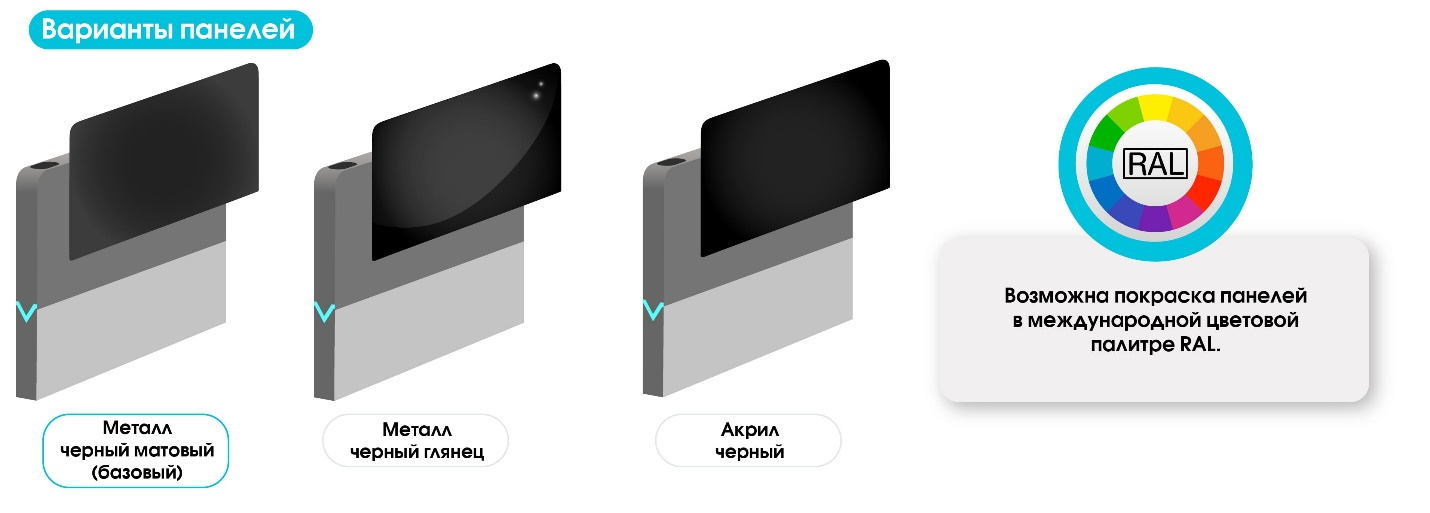 Варианты панелей
RAL
Возможна покраска панелей
в международной цветовой
палитре RAL.
Металл
черный матовый
(базовый)
Металл
черный глянец
Акрил
черный